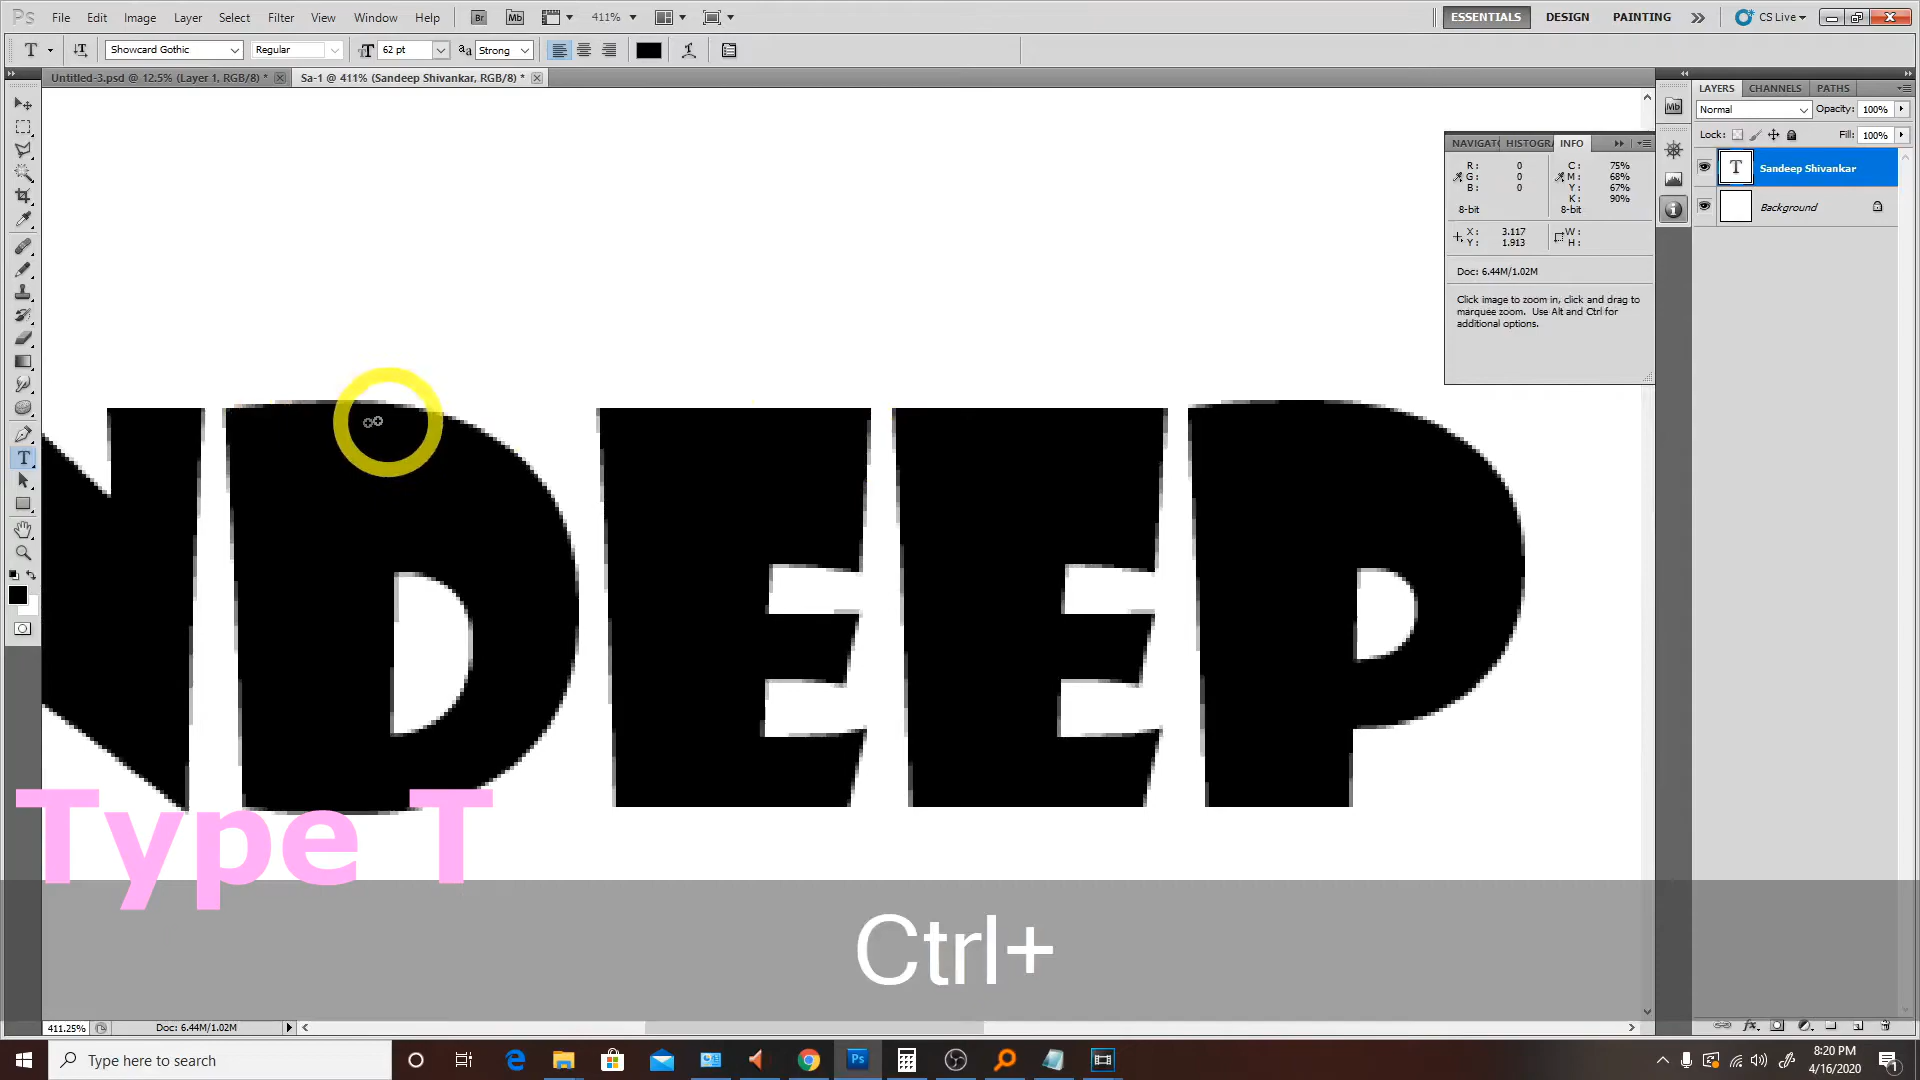 Ps File Edit Image Layer Select Filter View Window Help Br Mb 411% ESSENTIALS DESIGN PAINTING CS Live
T Showcard Gothic Regular 62 pt Strong
Untitled-3.psd @ 12.5% (Layer 1, RGB/8) * Sa-1 @ 411% (Sandeep Shivankar, RGB/8) *
LAYERS CHANNELS PATHS
Normal Opacity: 100%
Lock: Fill: 100%
Sandeep Shivankar
Background
NAVIGATO HISTOGRA INFO
R: 0 C: 75%
G: 0 M: 68%
B: 0 Y: 67%
K: 90%
8-bit 8-bit
X: 3.117 W:
Y: 1.913 H:
Doc: 6.44M/1.02M
Click image to zoom in, click and drag to
marquee zoom. Use Alt and Ctrl for
additional options.
NDEEP
Type T
Ctrl+
411.25% Doc: 6.44M/1.02M
Type here to search
8:20 PM
4/16/2020